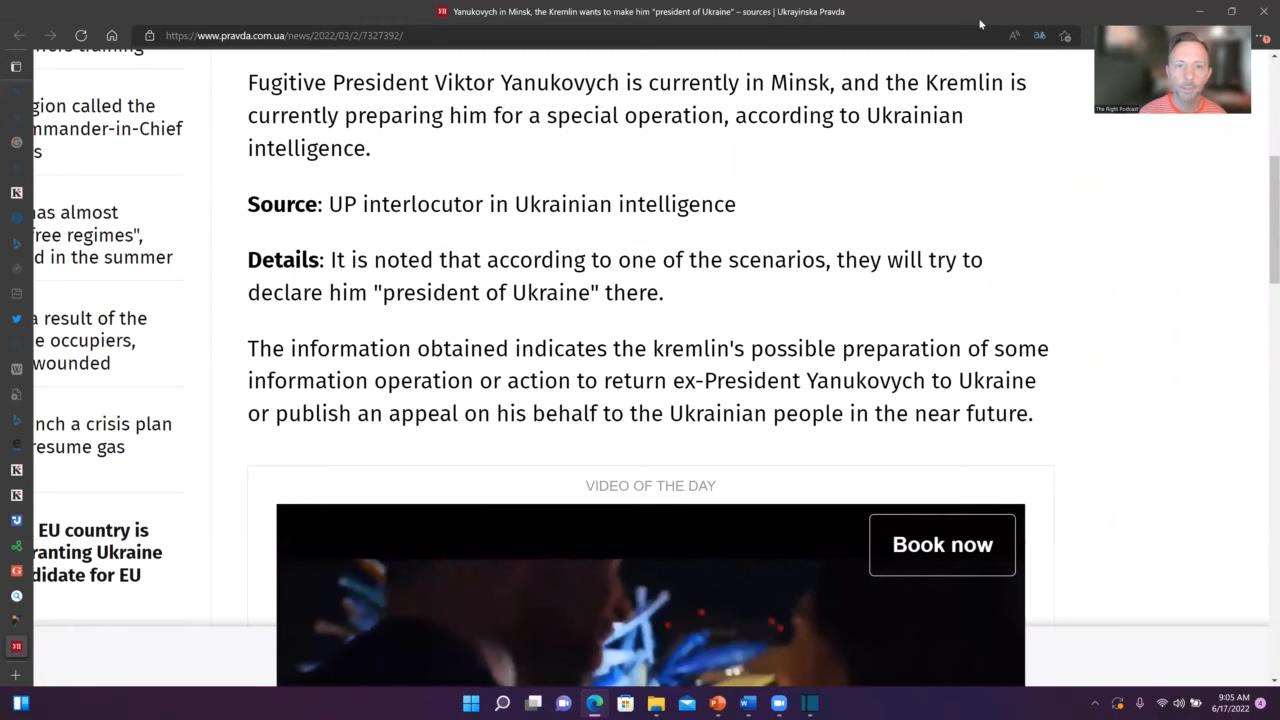 Yanukovych in Minsk, the Kremlin wants to make him "president of Ukraine" – sources | Ukrayinska Pravda
https://www.pravda.com.ua/news/2022/03/2/7327392/
The Right Podcast
training
gion called the
mmander-in-Chief
s
has almost
free regimes",
d in the summer
a result of the
e occupiers,
wounded
nch a crisis plan
resume gas
EU country is
ranting Ukraine
didate for EU
Fugitive President Viktor Yanukovych is currently in Minsk, and the Kremlin is
currently preparing him for a special operation, according to Ukrainian
intelligence.
Source: UP interlocutor in Ukrainian intelligence
Details: It is noted that according to one of the scenarios, they will try to
declare him "president of Ukraine" there.
The information obtained indicates the kremlin's possible preparation of some
information operation or action to return ex-President Yanukovych to Ukraine
or publish an appeal on his behalf to the Ukrainian people in the near future.
VIDEO OF THE DAY
Book now
9:05 AM
6/17/2022